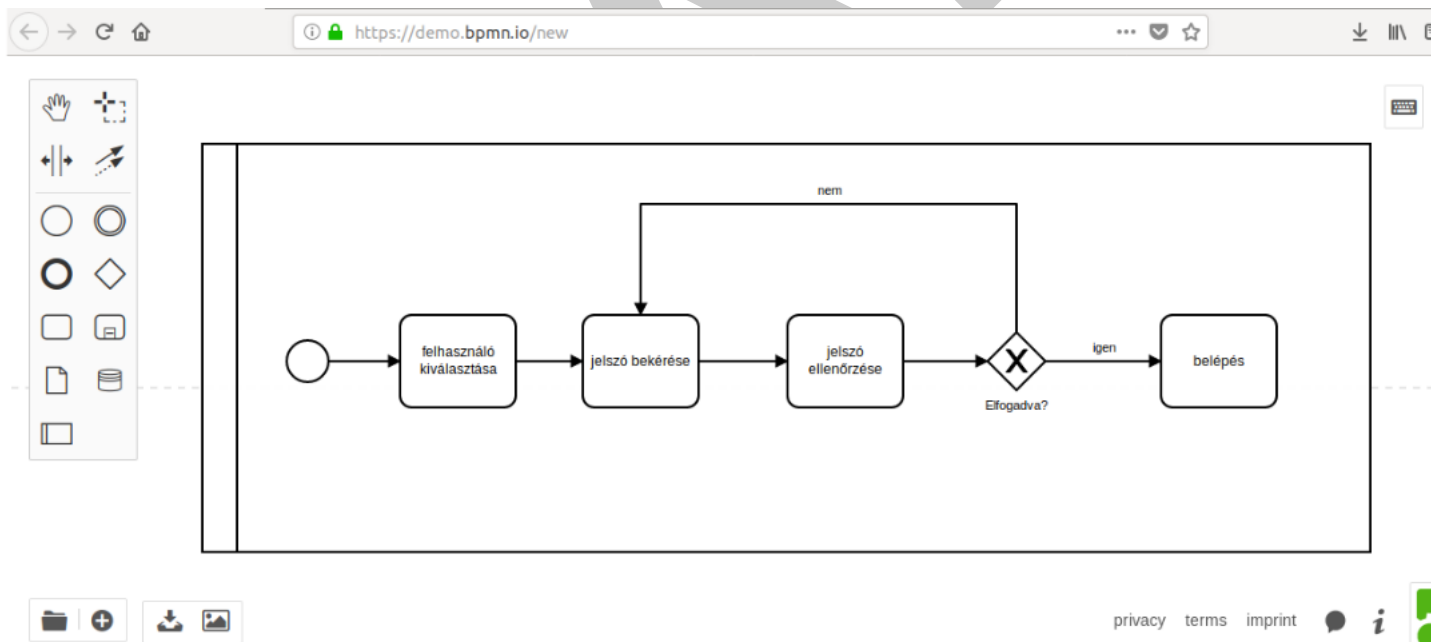 https://demo.bpmn.io/new
nem
felhasználó
kiválasztása
jelszó bekérése
jelszó
ellenőrzése
Elfogadva?
igen
belépés
privacy terms imprint